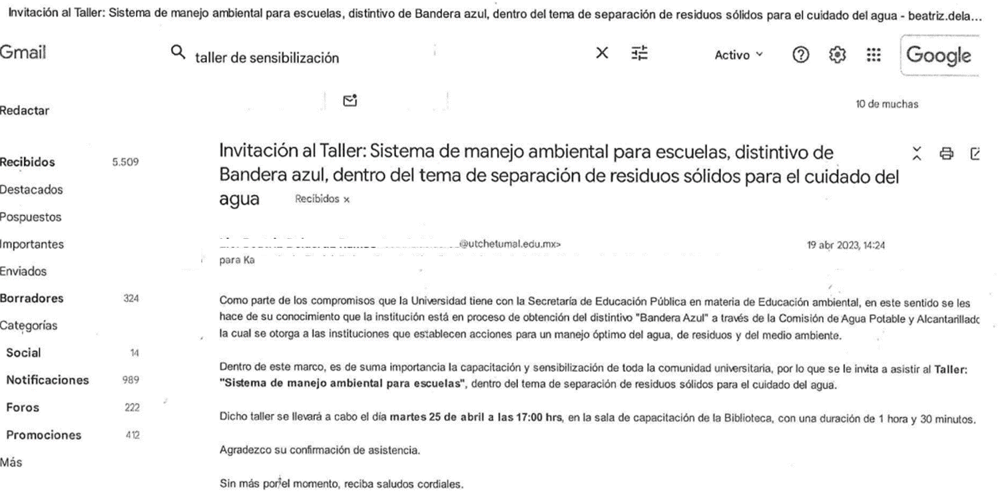 Invitación al Taller: Sistema de manejo ambiental para escuelas, distintivo de Bandera azul, dentro del tema de separación de residuos sólidos para el cuidado del agua - beatriz.dela...
Gmail
taller de sensibilización
Activo
Google
10 de muchas
Redactar
Recibidos 5.509
Destacados
Pospuestos
Importantes
Enviados
Borradores 324
Categorías
Social 14
Notificaciones 989
Foros 222
Promociones 412
Más
Invitación al Taller: Sistema de manejo ambiental para escuelas, distintivo de
Bandera azul, dentro del tema de separación de residuos sólidos para el cuidado del
agua Recibidos x
@utchetumal.edu.mx> 19 abr 2023, 14:24
para Ka
Como parte de los compromisos que la Universidad tiene con la Secretaría de Educación Pública en materia de Educación ambiental, en este sentido se les
hace de su conocimiento que la institución está en proceso de obtención del distintivo "Bandera Azul" a través de la Comisión de Agua Potable y Alcantarillado
la cual se otorga a las instituciones que establecen acciones para un manejo óptimo del agua, de residuos y del medio ambiente.
Dentro de este marco, es de suma importancia la capacitación y sensibilización de toda la comunidad universitaria, por lo que se le invita a asistir al Taller:
"Sistema de manejo ambiental para escuelas", dentro del tema de separación de residuos sólidos para el cuidado del agua.
Dicho taller se llevará a cabo el día martes 25 de abril a las 17:00 hrs, en la sala de capacitación de la Biblioteca, con una duración de 1 hora y 30 minutos.
Agradezco su confirmación de asistencia.
Sin más por el momento, reciba saludos cordiales.